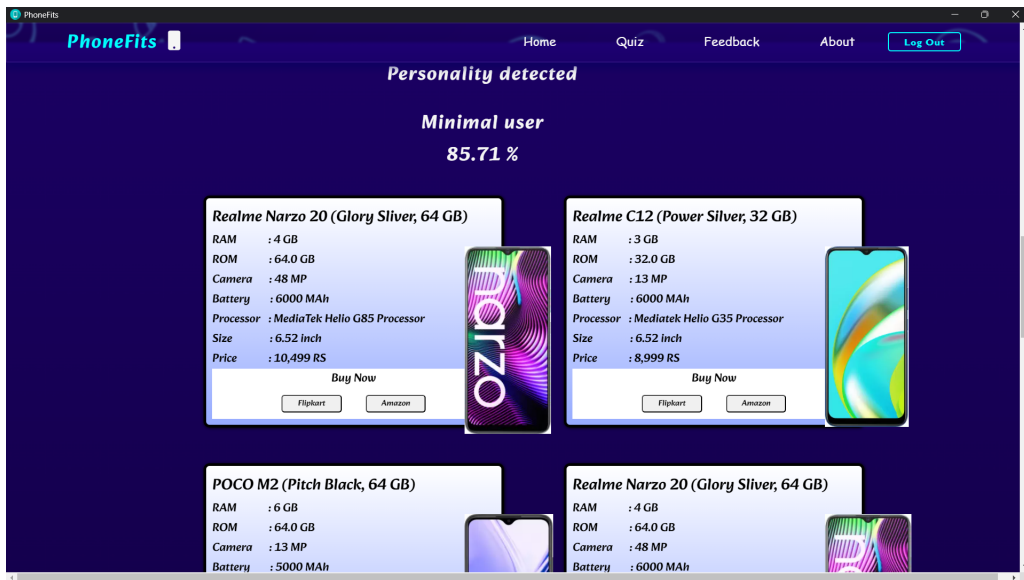 PhoneFits
PhoneFits Home Quiz Feedback About Log Out
Personality detected
Minimal user
85.71 %
Realme Narzo 20 (Glory Sliver, 64 GB)
RAM : 4 GB
ROM : 64.0 GB
Camera : 48 MP
Battery : 6000 MAh
Processor : MediaTek Helio G85 Processor
Size : 6.52 inch
Price : 10,499 RS
Buy Now
Flipkart Amazon
narzo
Realme C12 (Power Silver, 32 GB)
RAM : 3 GB
ROM : 32.0 GB
Camera : 13 MP
Battery : 6000 MAh
Processor : Mediatek Helio G35 Processor
Size : 6.52 inch
Price : 8,999 RS
Buy Now
Flipkart Amazon
POCO M2 (Pitch Black, 64 GB)
RAM : 6 GB
ROM : 64.0 GB
Camera : 13 MP
Battery : 5000 MAh
Realme Narzo 20 (Glory Sliver, 64 GB)
RAM : 4 GB
ROM : 64.0 GB
Camera : 48 MP
Battery : 6000 MAh